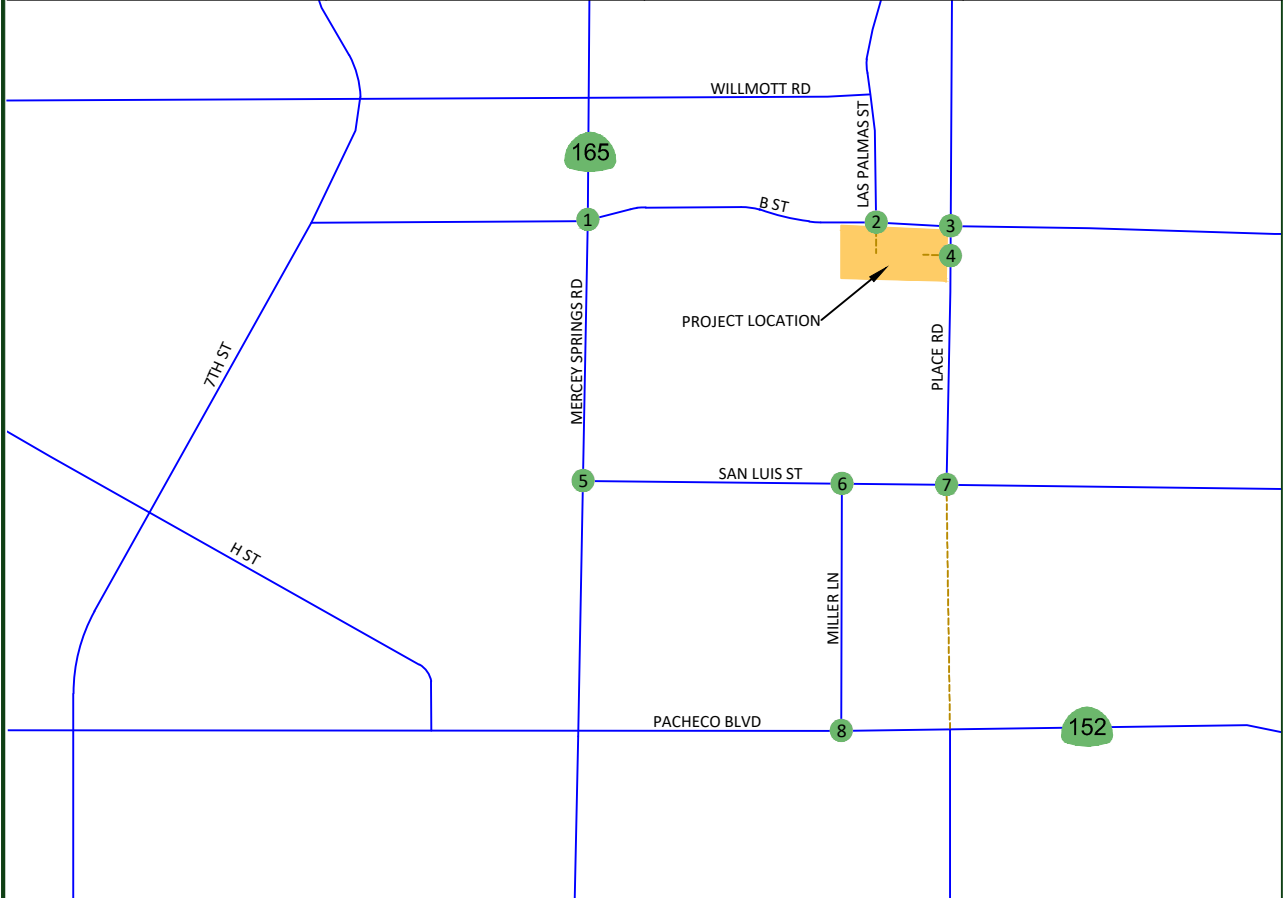 WILLMOTT RD
LAS PALMAS ST
165
B ST
1
2
3
4
PROJECT LOCATION
MERCEY SPRINGS RD
PLACE RD
7TH ST
SAN LUIS ST
5
6
7
H ST
MILLER LN
PACHECO BLVD
8
152